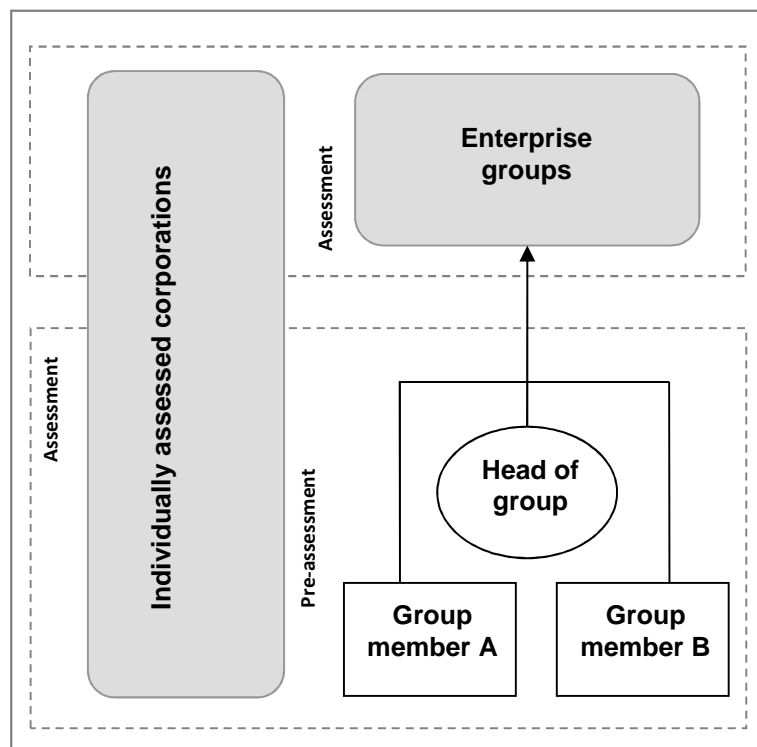 Individually assessed corporations
Assessment
Enterprise
groups
Assessment
Pre-assessment
Head of
group
Group
member A
Group
member B